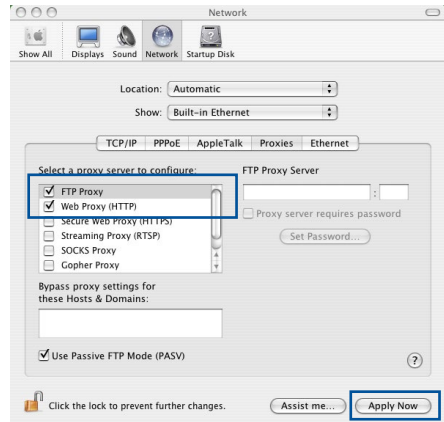 Network
Show All Displays Sound Network Startup Disk
Location: Automatic
Show: Built-in Ethernet
TCP/IP PPPoE AppleTalk Proxies Ethernet
Select a proxy server to configure: FTP Proxy Server
FTP Proxy
Web Proxy (HTTP)
:
Secure Web Proxy (HTTPS)
Proxy server requires password
Streaming Proxy (RTSP)
Set Password...
SOCKS Proxy
Gopher Proxy
Bypass proxy settings for
these Hosts & Domains:
Use Passive FTP Mode (PASV)
?
Click the lock to prevent further changes. Assist me... Apply Now